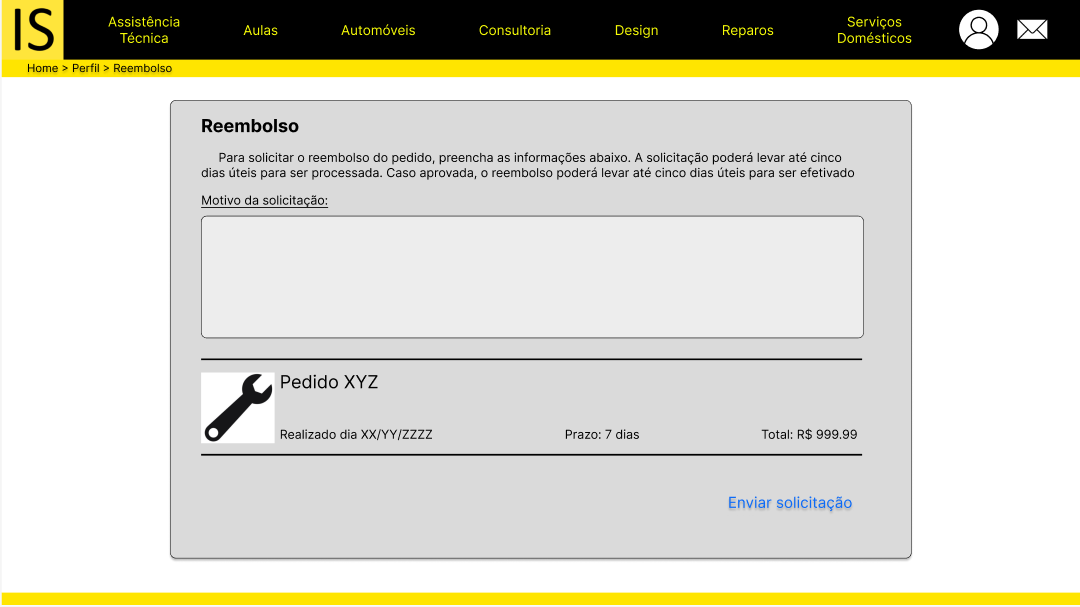 IS
Assistência
Técnica
Aulas
Automóveis
Consultoria
Design
Reparos
Serviços
Domésticos
Home > Perfil > Reembolso
Reembolso
Para solicitar o reembolso do pedido, preencha as informações abaixo. A solicitação poderá levar até cinco
dias úteis para ser processada. Caso aprovada, o reembolso poderá levar até cinco dias úteis para ser efetivado
Motivo da solicitação:
Pedido XYZ
Realizado dia XX/YY/ZZZZ
Prazo: 7 dias
Total: R$ 999.99
Enviar solicitação